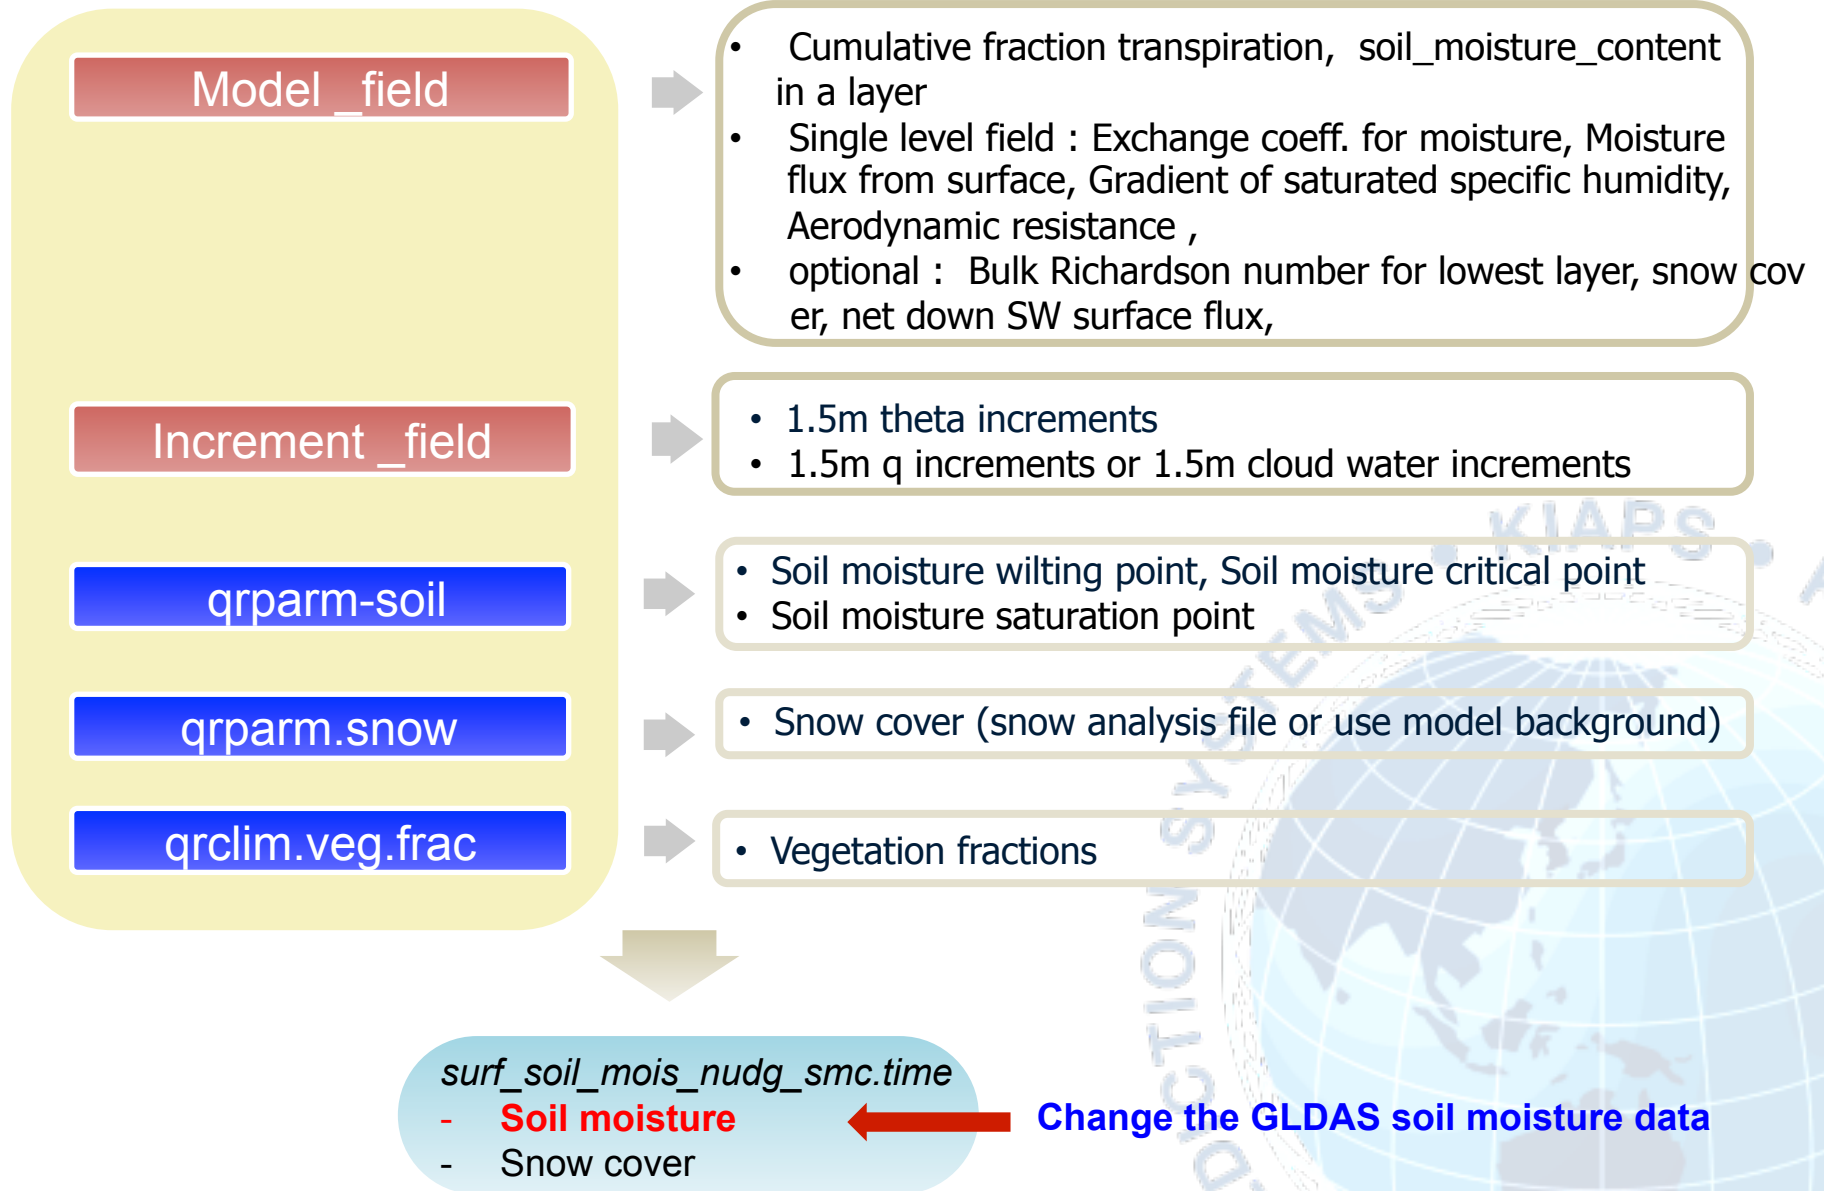 Model _field
• Cumulative fraction transpiration, soil_moisture_content
in a layer
• Single level field : Exchange coeff. for moisture, Moisture
flux from surface, Gradient of saturated specific humidity,
Aerodynamic resistance ,
• optional : Bulk Richardson number for lowest layer, snow cov
er, net down SW surface flux,
Increment _field
• 1.5m theta increments
• 1.5m q increments or 1.5m cloud water increments
qrparm-soil
• Soil moisture wilting point, Soil moisture critical point
• Soil moisture saturation point
qrparm.snow
• Snow cover (snow analysis file or use model background)
qrclim.veg.frac
• Vegetation fractions
surf_soil_mois_nudg_smc.time
- Soil moisture
- Snow cover
Change the GLDAS soil moisture data
SYSTEMS • KIAPS •